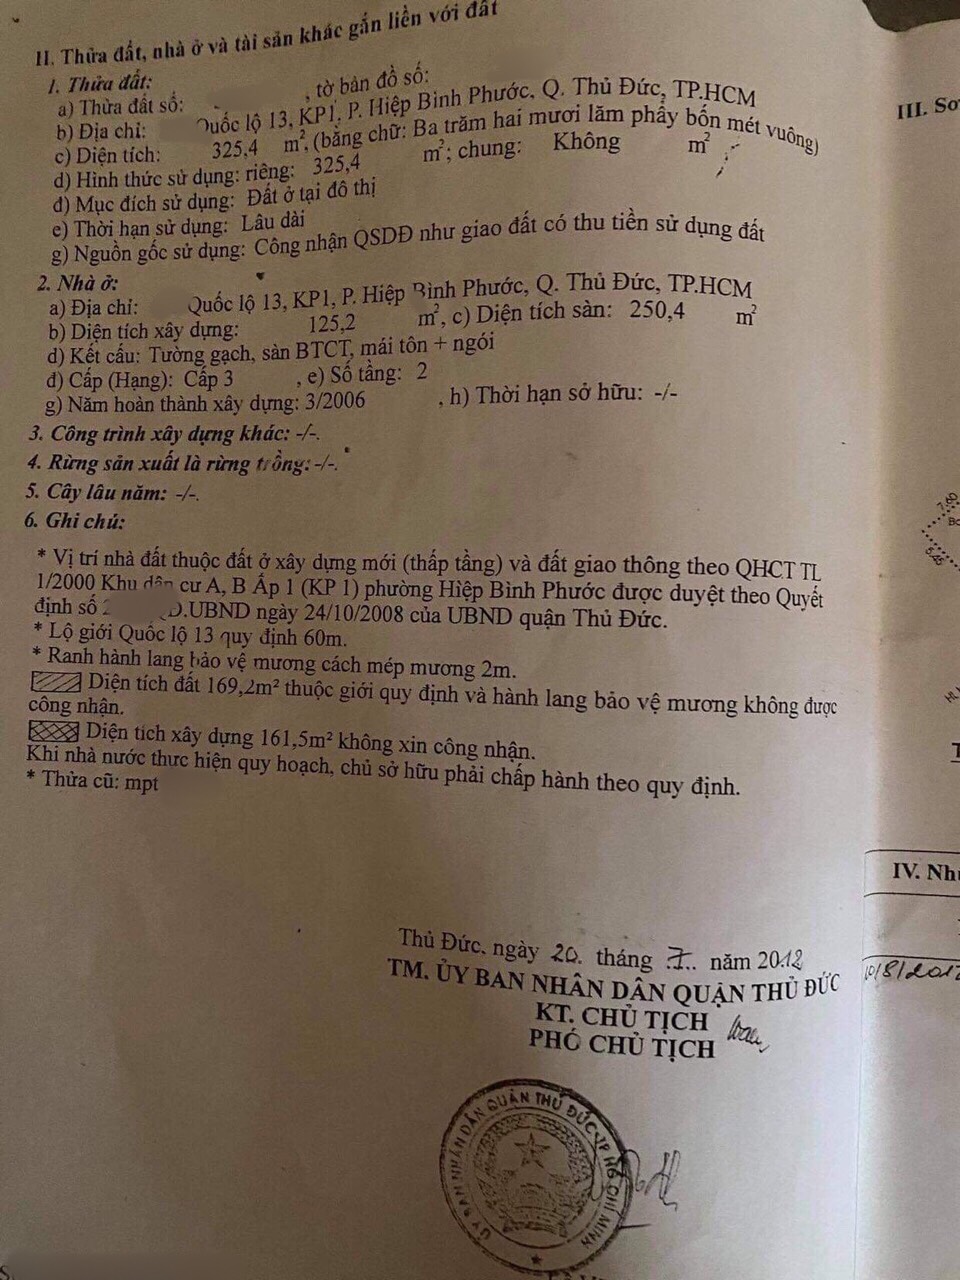 II. Thửa đất, nhà ở và tài sản khác gắn liền với đất
1. Thửa đất:
a) Thửa đất số: , tờ bản đồ số:
b) Địa chỉ: Quốc lộ 13, KP1, P. Hiệp Bình Phước, Q. Thủ Đức, TP.HCM
c) Diện tích: 325,4 m², (bằng chữ: Ba trăm hai mươi lăm phẩy bốn mét vuông)
d) Hình thức sử dụng: riêng: 325,4 m²; chung: Không m²
đ) Mục đích sử dụng: Đất ở tại đô thị
e) Thời hạn sử dụng: Lâu dài
g) Nguồn gốc sử dụng: Công nhận QSDĐ như giao đất có thu tiền sử dụng đất
2. Nhà ở:
a) Địa chỉ: Quốc lộ 13, KP1, P. Hiệp Bình Phước, Q. Thủ Đức, TP.HCM
b) Diện tích xây dựng: 125,2 m², c) Diện tích sàn: 250,4 m²
d) Kết cấu: Tường gạch, sàn BTCT, mái tôn + ngói
đ) Cấp (Hạng): Cấp 3 , e) Số tầng: 2
g) Năm hoàn thành xây dựng: 3/2006 , h) Thời hạn sở hữu: -/-
3. Công trình xây dựng khác: -/-.
4. Rừng sản xuất là rừng trồng: -/-.
5. Cây lâu năm: -/-.
6. Ghi chú:
* Vị trí nhà đất thuộc đất ở xây dựng mới (thấp tầng) và đất giao thông theo QHCT TL
1/2000 Khu dân cư A, B Ấp 1 (KP 1) phường Hiệp Bình Phước được duyệt theo Quyết
định số Đ.UBND ngày 24/10/2008 của UBND quận Thủ Đức.
* Lộ giới Quốc lộ 13 quy định 60m.
* Ranh hành lang bảo vệ mương cách mép mương 2m.
Diện tích đất 169,2m² thuộc giới quy định và hành lang bảo vệ mương không được
công nhận.
Diện tích xây dựng 161,5m² không xin công nhận.
Khi nhà nước thực hiện quy hoạch, chủ sở hữu phải chấp hành theo quy định.
* Thửa cũ: mpt
Thủ Đức, ngày 20. tháng .7.. năm 2012
TM. ỦY BAN NHÂN DÂN QUẬN THỦ ĐỨC
KT. CHỦ TỊCH
PHÓ CHỦ TỊCH
ỦY BAN NHÂN DÂN QUẬN THỦ ĐỨC TP HỒ CHÍ MINH
III. Sơ
7.60
IV. Nh
10/8/2012